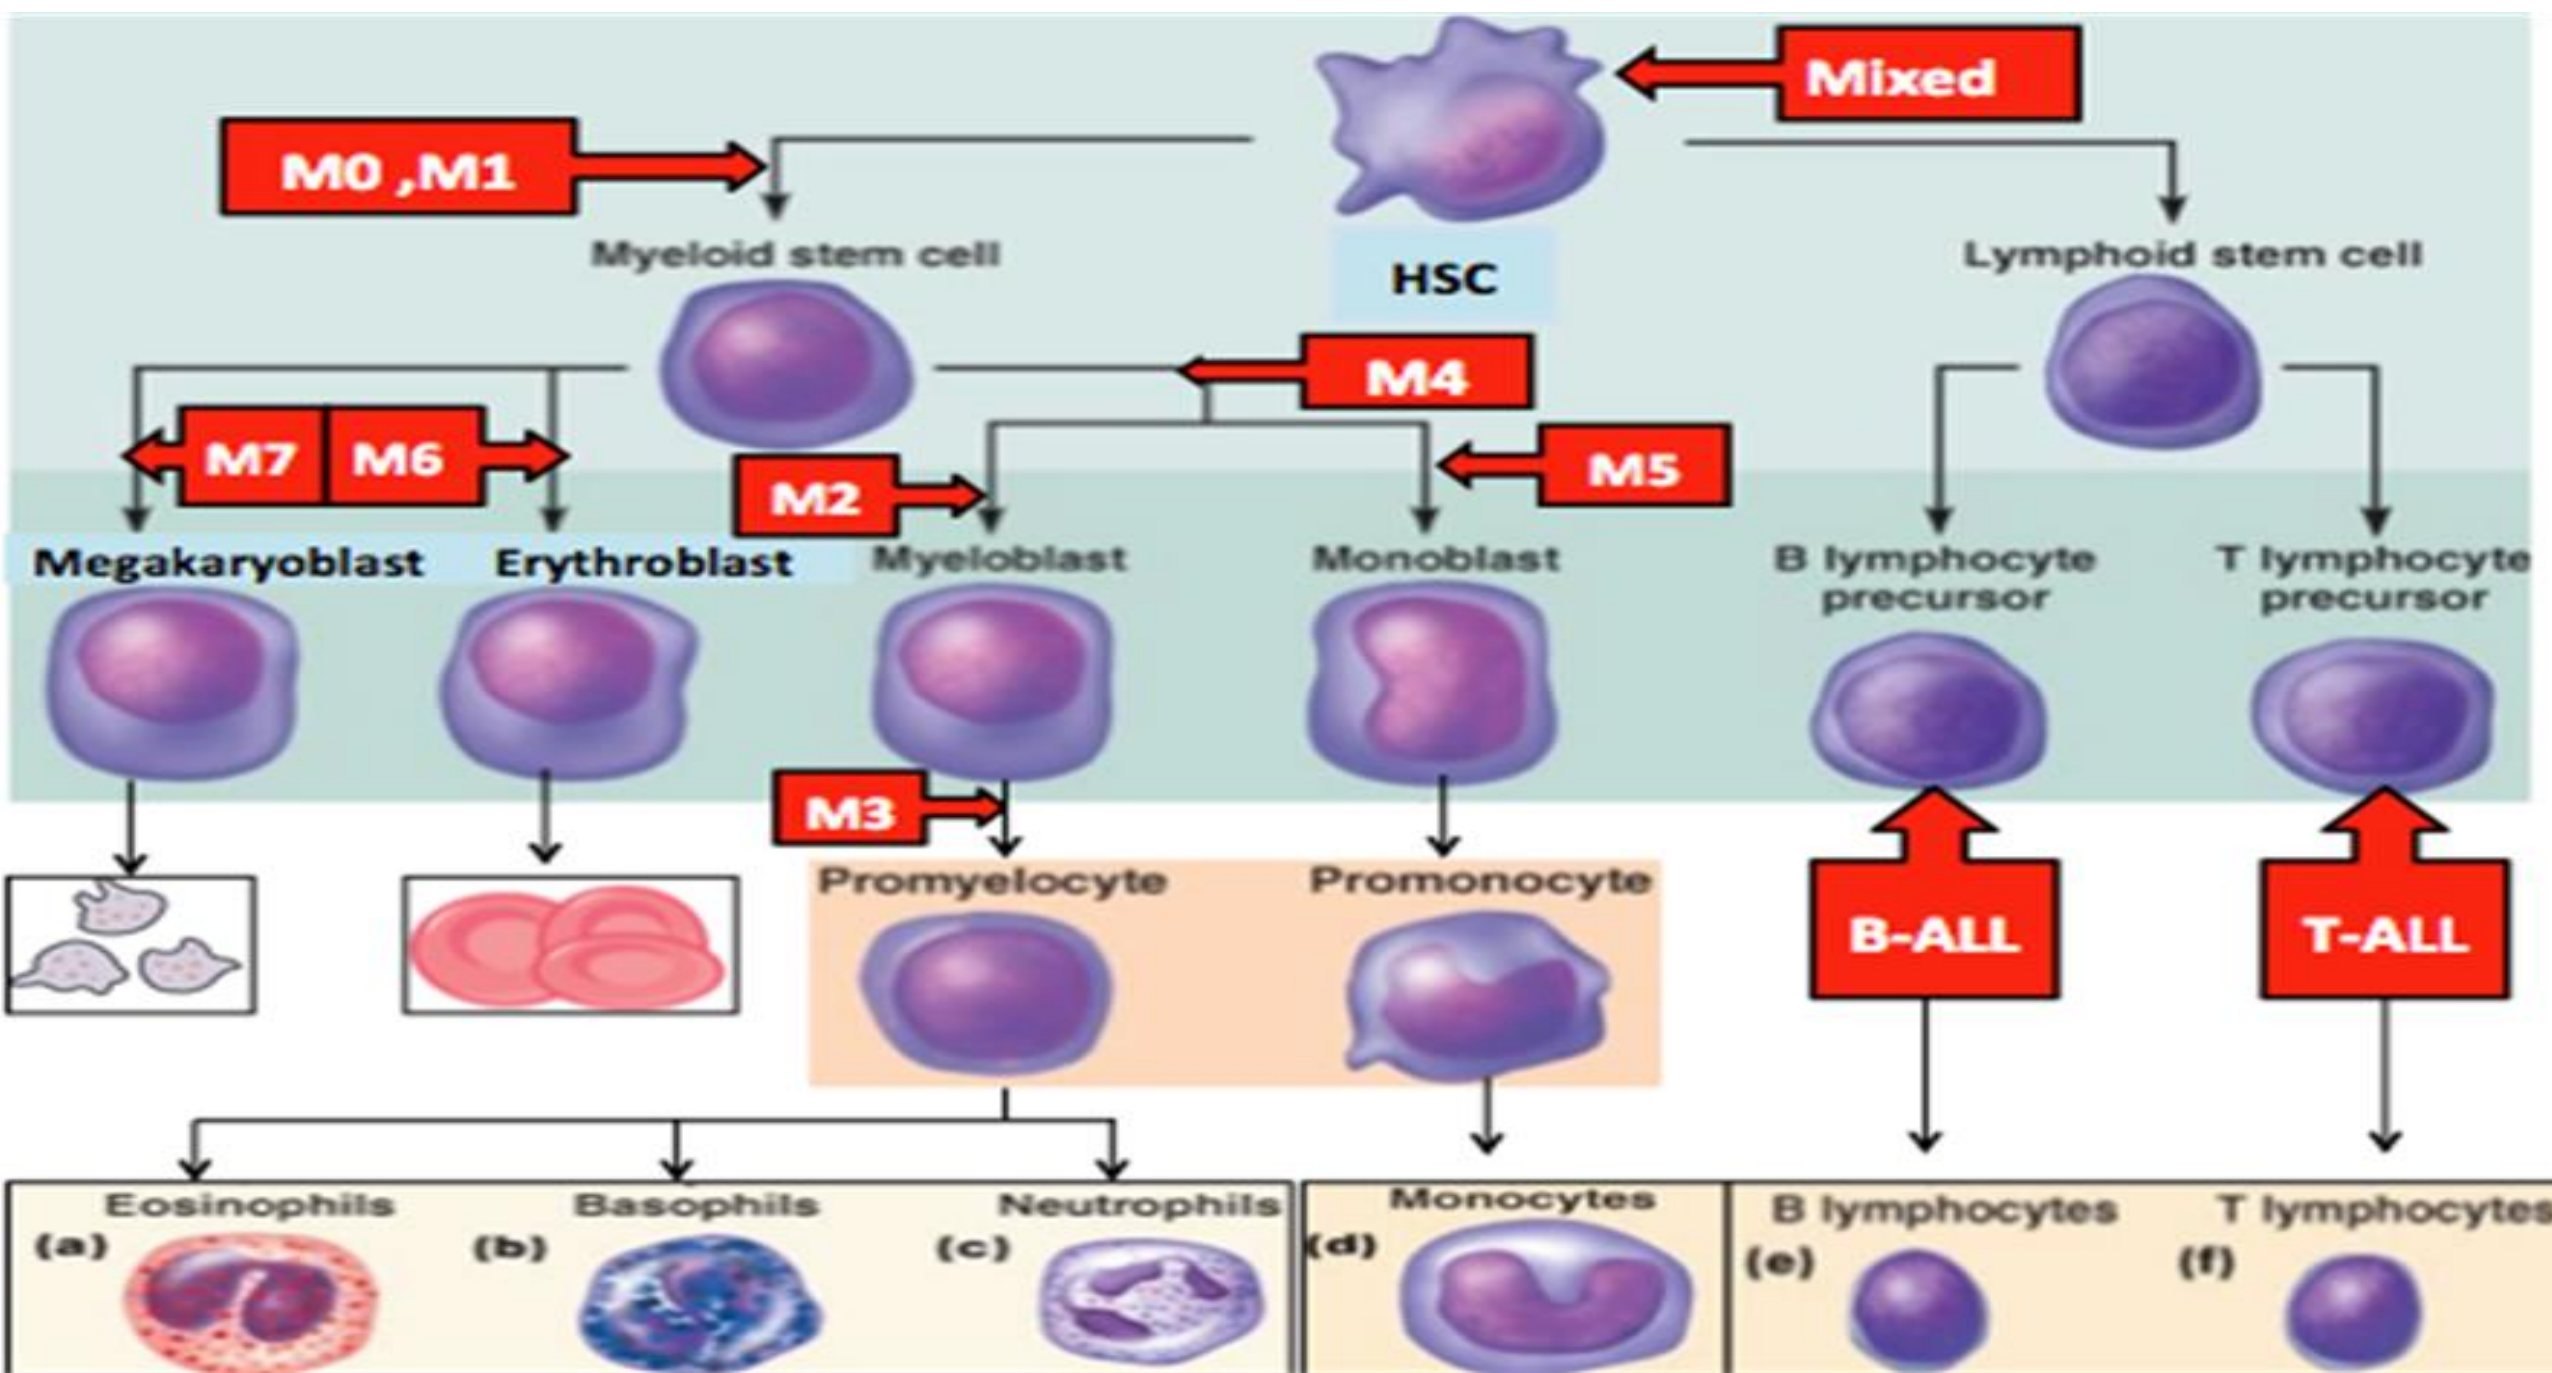 Mixed
M0 ,M1
Myeloid stem cell
HSC
Lymphoid stem cell
M4
M7
M6
M2
M5
Megakaryoblast
Erythroblast
Myeloblast
Monoblast
B lymphocyte
precursor
T lymphocyte
precursor
M3
Promyelocyte
Promonocyte
B-ALL
T-ALL
Eosinophils
(a)
Basophils
(b)
Neutrophils
(c)
Monocytes
(d)
B lymphocytes
(e)
T lymphocytes
(f)